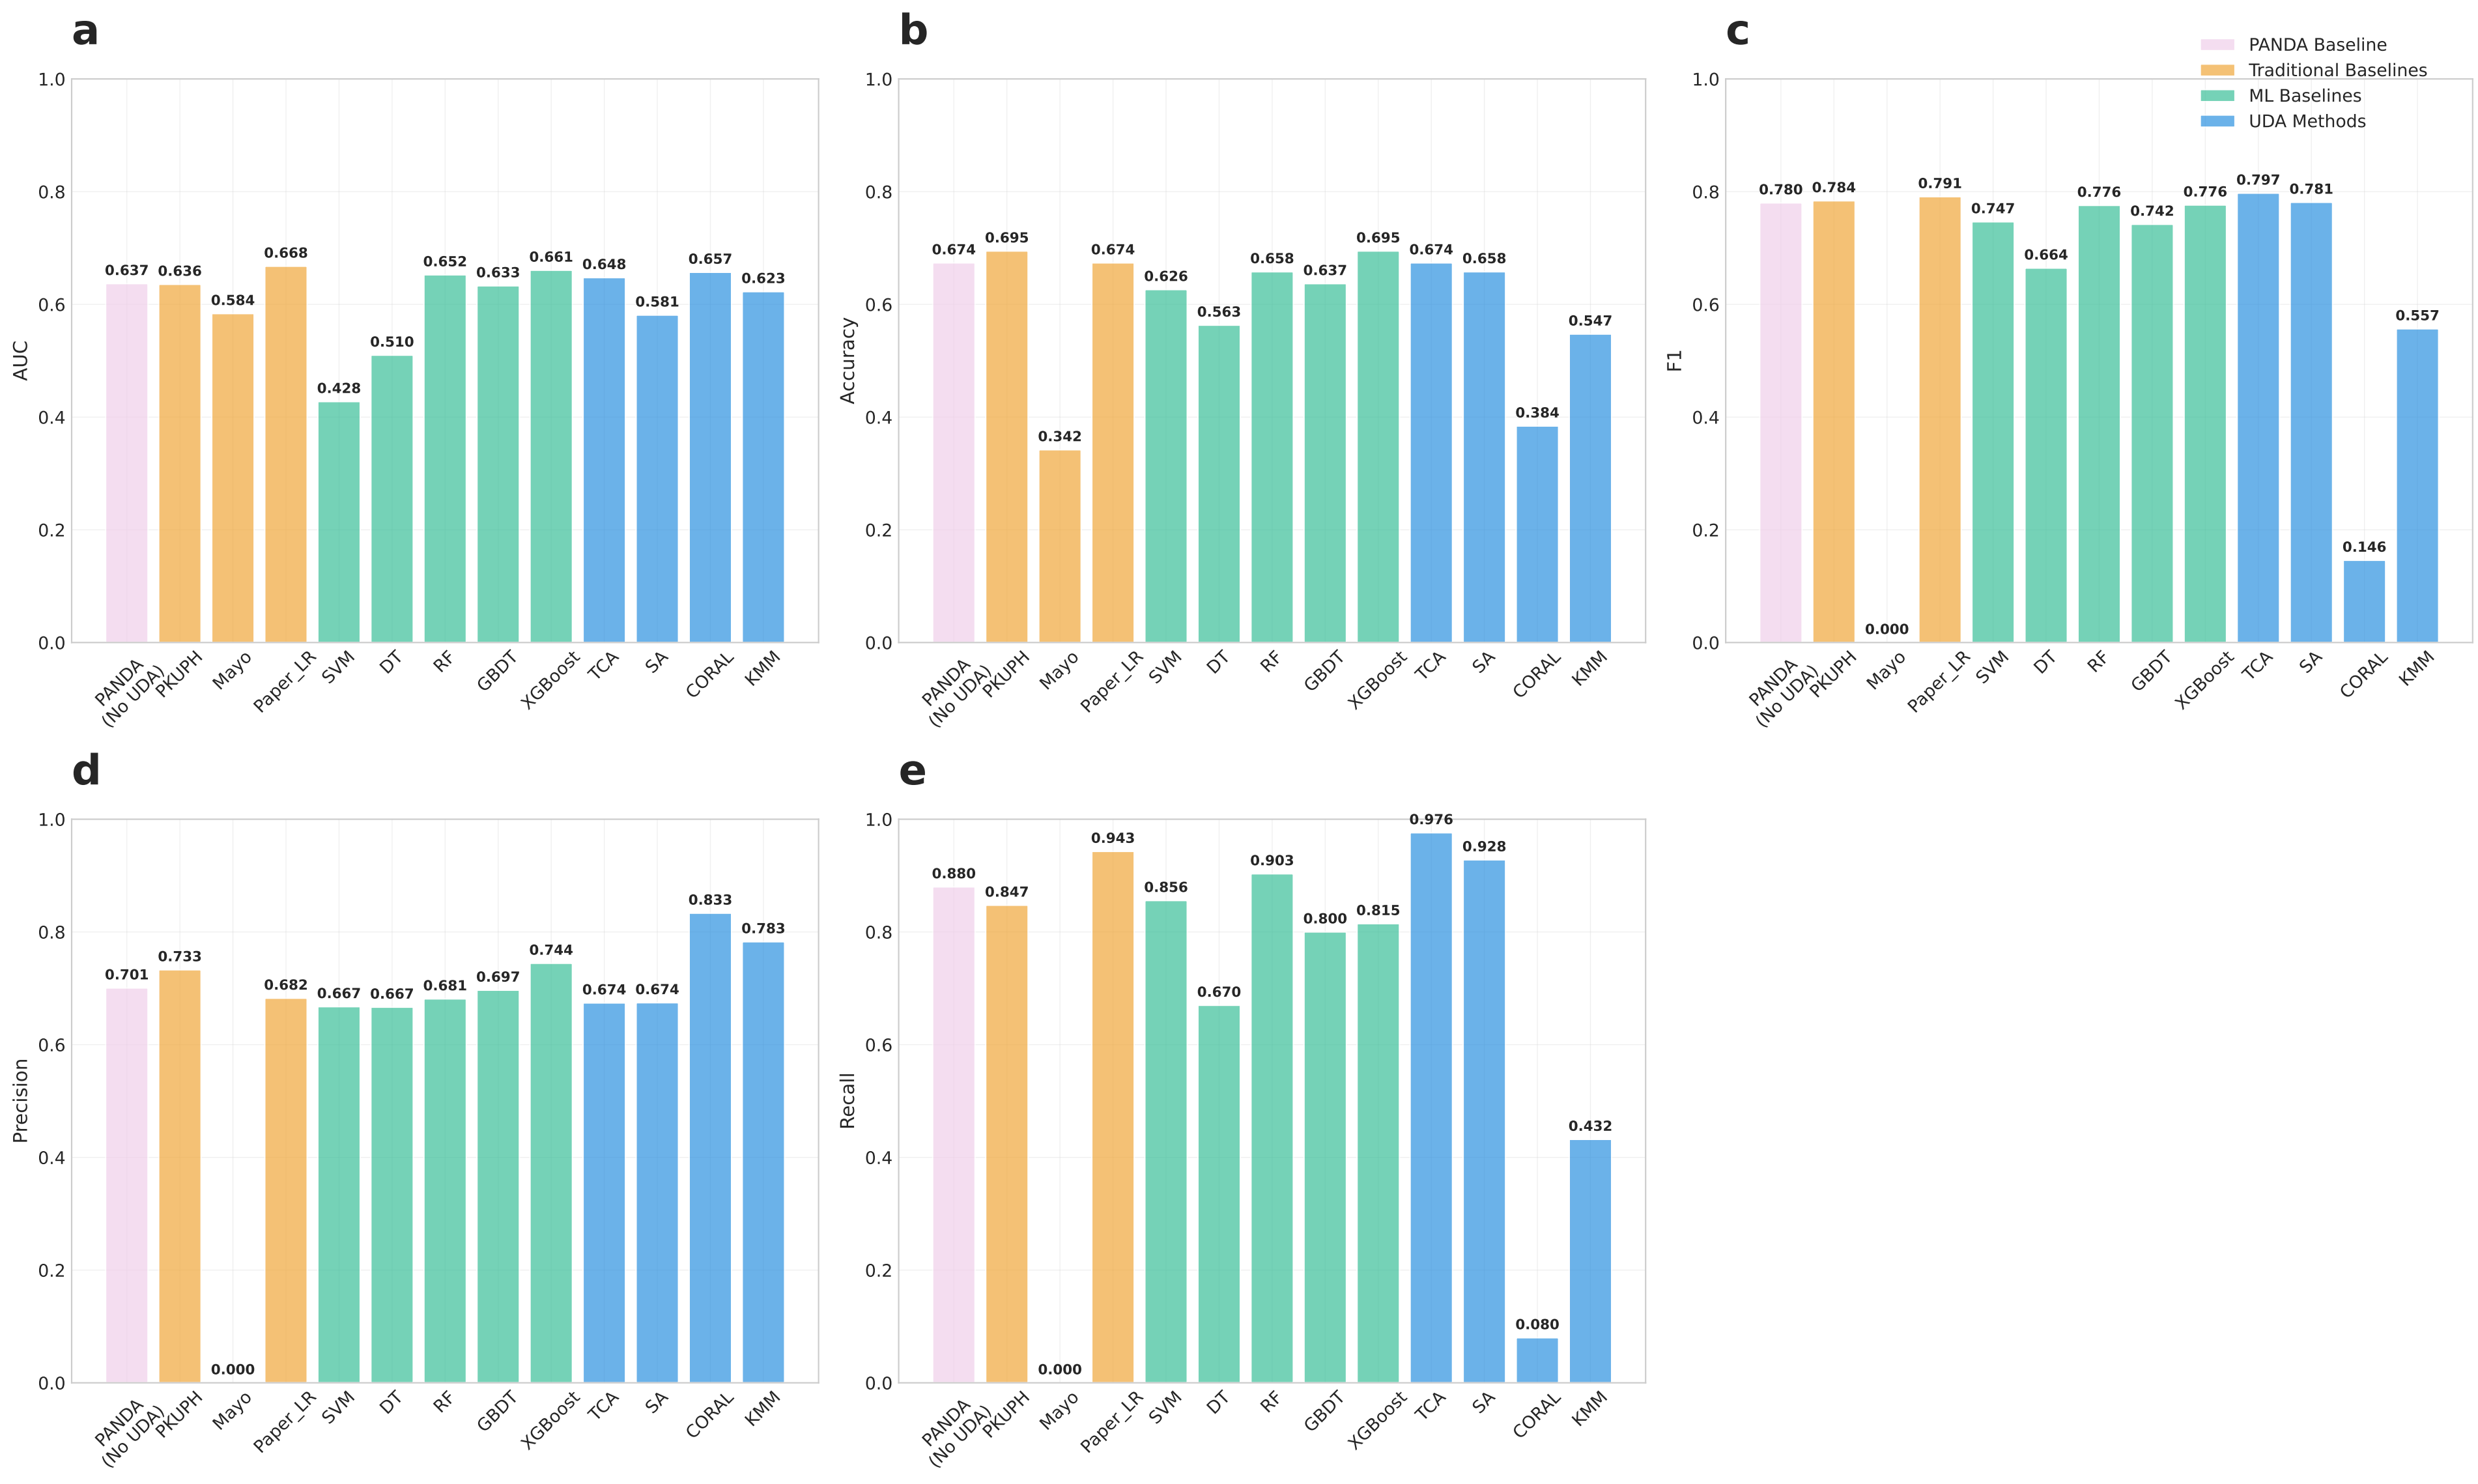 a
AUC
1.0
0.8
0.6
0.4
0.2
0.0
0.637
0.636
0.584
0.668
0.428
0.510
0.652
0.633
0.661
0.648
0.581
0.657
0.623
PANDA
(No UDA)
PKUPH
Mayo
Paper_LR
SVM
DT
RF
GBDT
XGBoost
TCA
SA
CORAL
KMM
b
Accuracy
1.0
0.8
0.6
0.4
0.2
0.0
0.674
0.695
0.342
0.674
0.626
0.563
0.658
0.637
0.695
0.674
0.658
0.384
0.547
PANDA
(No UDA)
PKUPH
Mayo
Paper_LR
SVM
DT
RF
GBDT
XGBoost
TCA
SA
CORAL
KMM
c
PANDA Baseline
Traditional Baselines
ML Baselines
UDA Methods
F1
1.0
0.8
0.6
0.4
0.2
0.0
0.780
0.784
0.000
0.791
0.747
0.664
0.776
0.742
0.776
0.797
0.781
0.146
0.557
PANDA
(No UDA)
PKUPH
Mayo
Paper_LR
SVM
DT
RF
GBDT
XGBoost
TCA
SA
CORAL
KMM
d
Precision
1.0
0.8
0.6
0.4
0.2
0.0
0.701
0.733
0.000
0.682
0.667
0.667
0.681
0.697
0.744
0.674
0.674
0.833
0.783
PANDA
(No UDA)
PKUPH
Mayo
Paper_LR
SVM
DT
RF
GBDT
XGBoost
TCA
SA
CORAL
KMM
e
Recall
1.0
0.8
0.6
0.4
0.2
0.0
0.880
0.847
0.000
0.943
0.856
0.670
0.903
0.800
0.815
0.976
0.928
0.080
0.432
PANDA
(No UDA)
PKUPH
Mayo
Paper_LR
SVM
DT
RF
GBDT
XGBoost
TCA
SA
CORAL
KMM